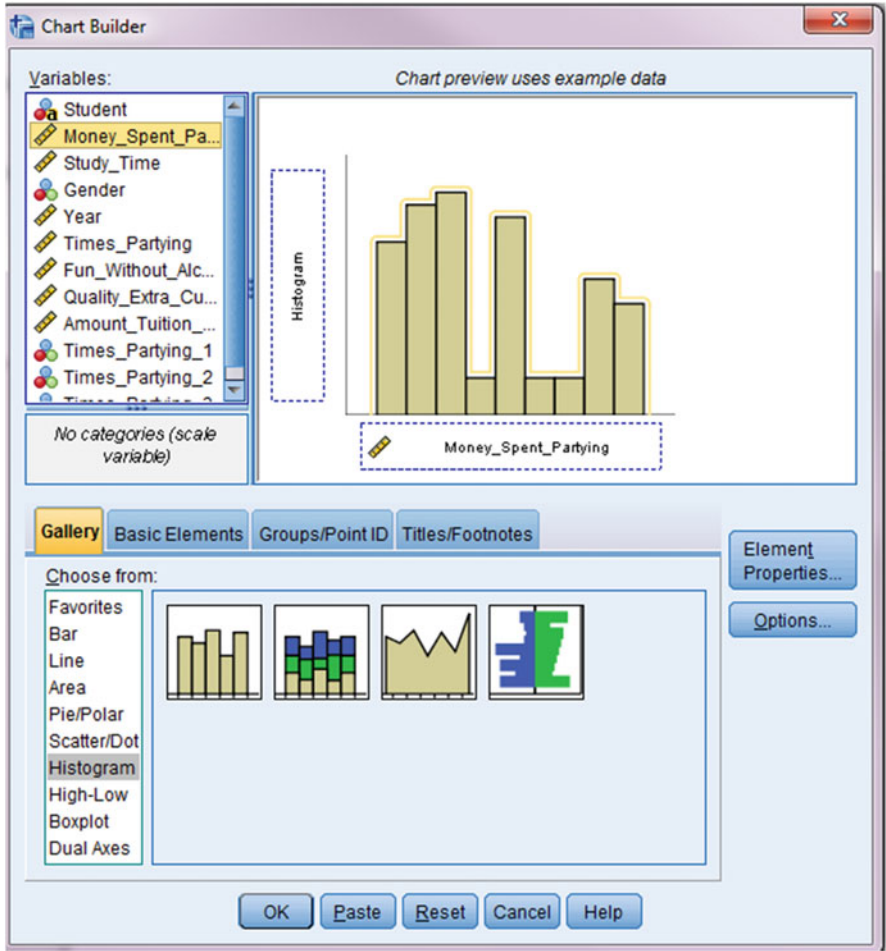 Chart Builder
Variables:
Student
Money_Spent_Pa...
Study_Time
Gender
Year
Times_Partying
Fun_Without_Alc...
Quality_Extra_Cu...
Amount_Tuition_...
Times_Partying_1
Times_Partying_2
No categories (scale
variable)
Chart preview uses example data
Histogram
Money_Spent_Partying
Gallery
Basic Elements
Groups/Point ID
Titles/Footnotes
Choose from:
Favorites
Bar
Line
Area
Pie/Polar
Scatter/Dot
Histogram
High-Low
Boxplot
Dual Axes
Element
Properties...
Options...
OK
Paste
Reset
Cancel
Help